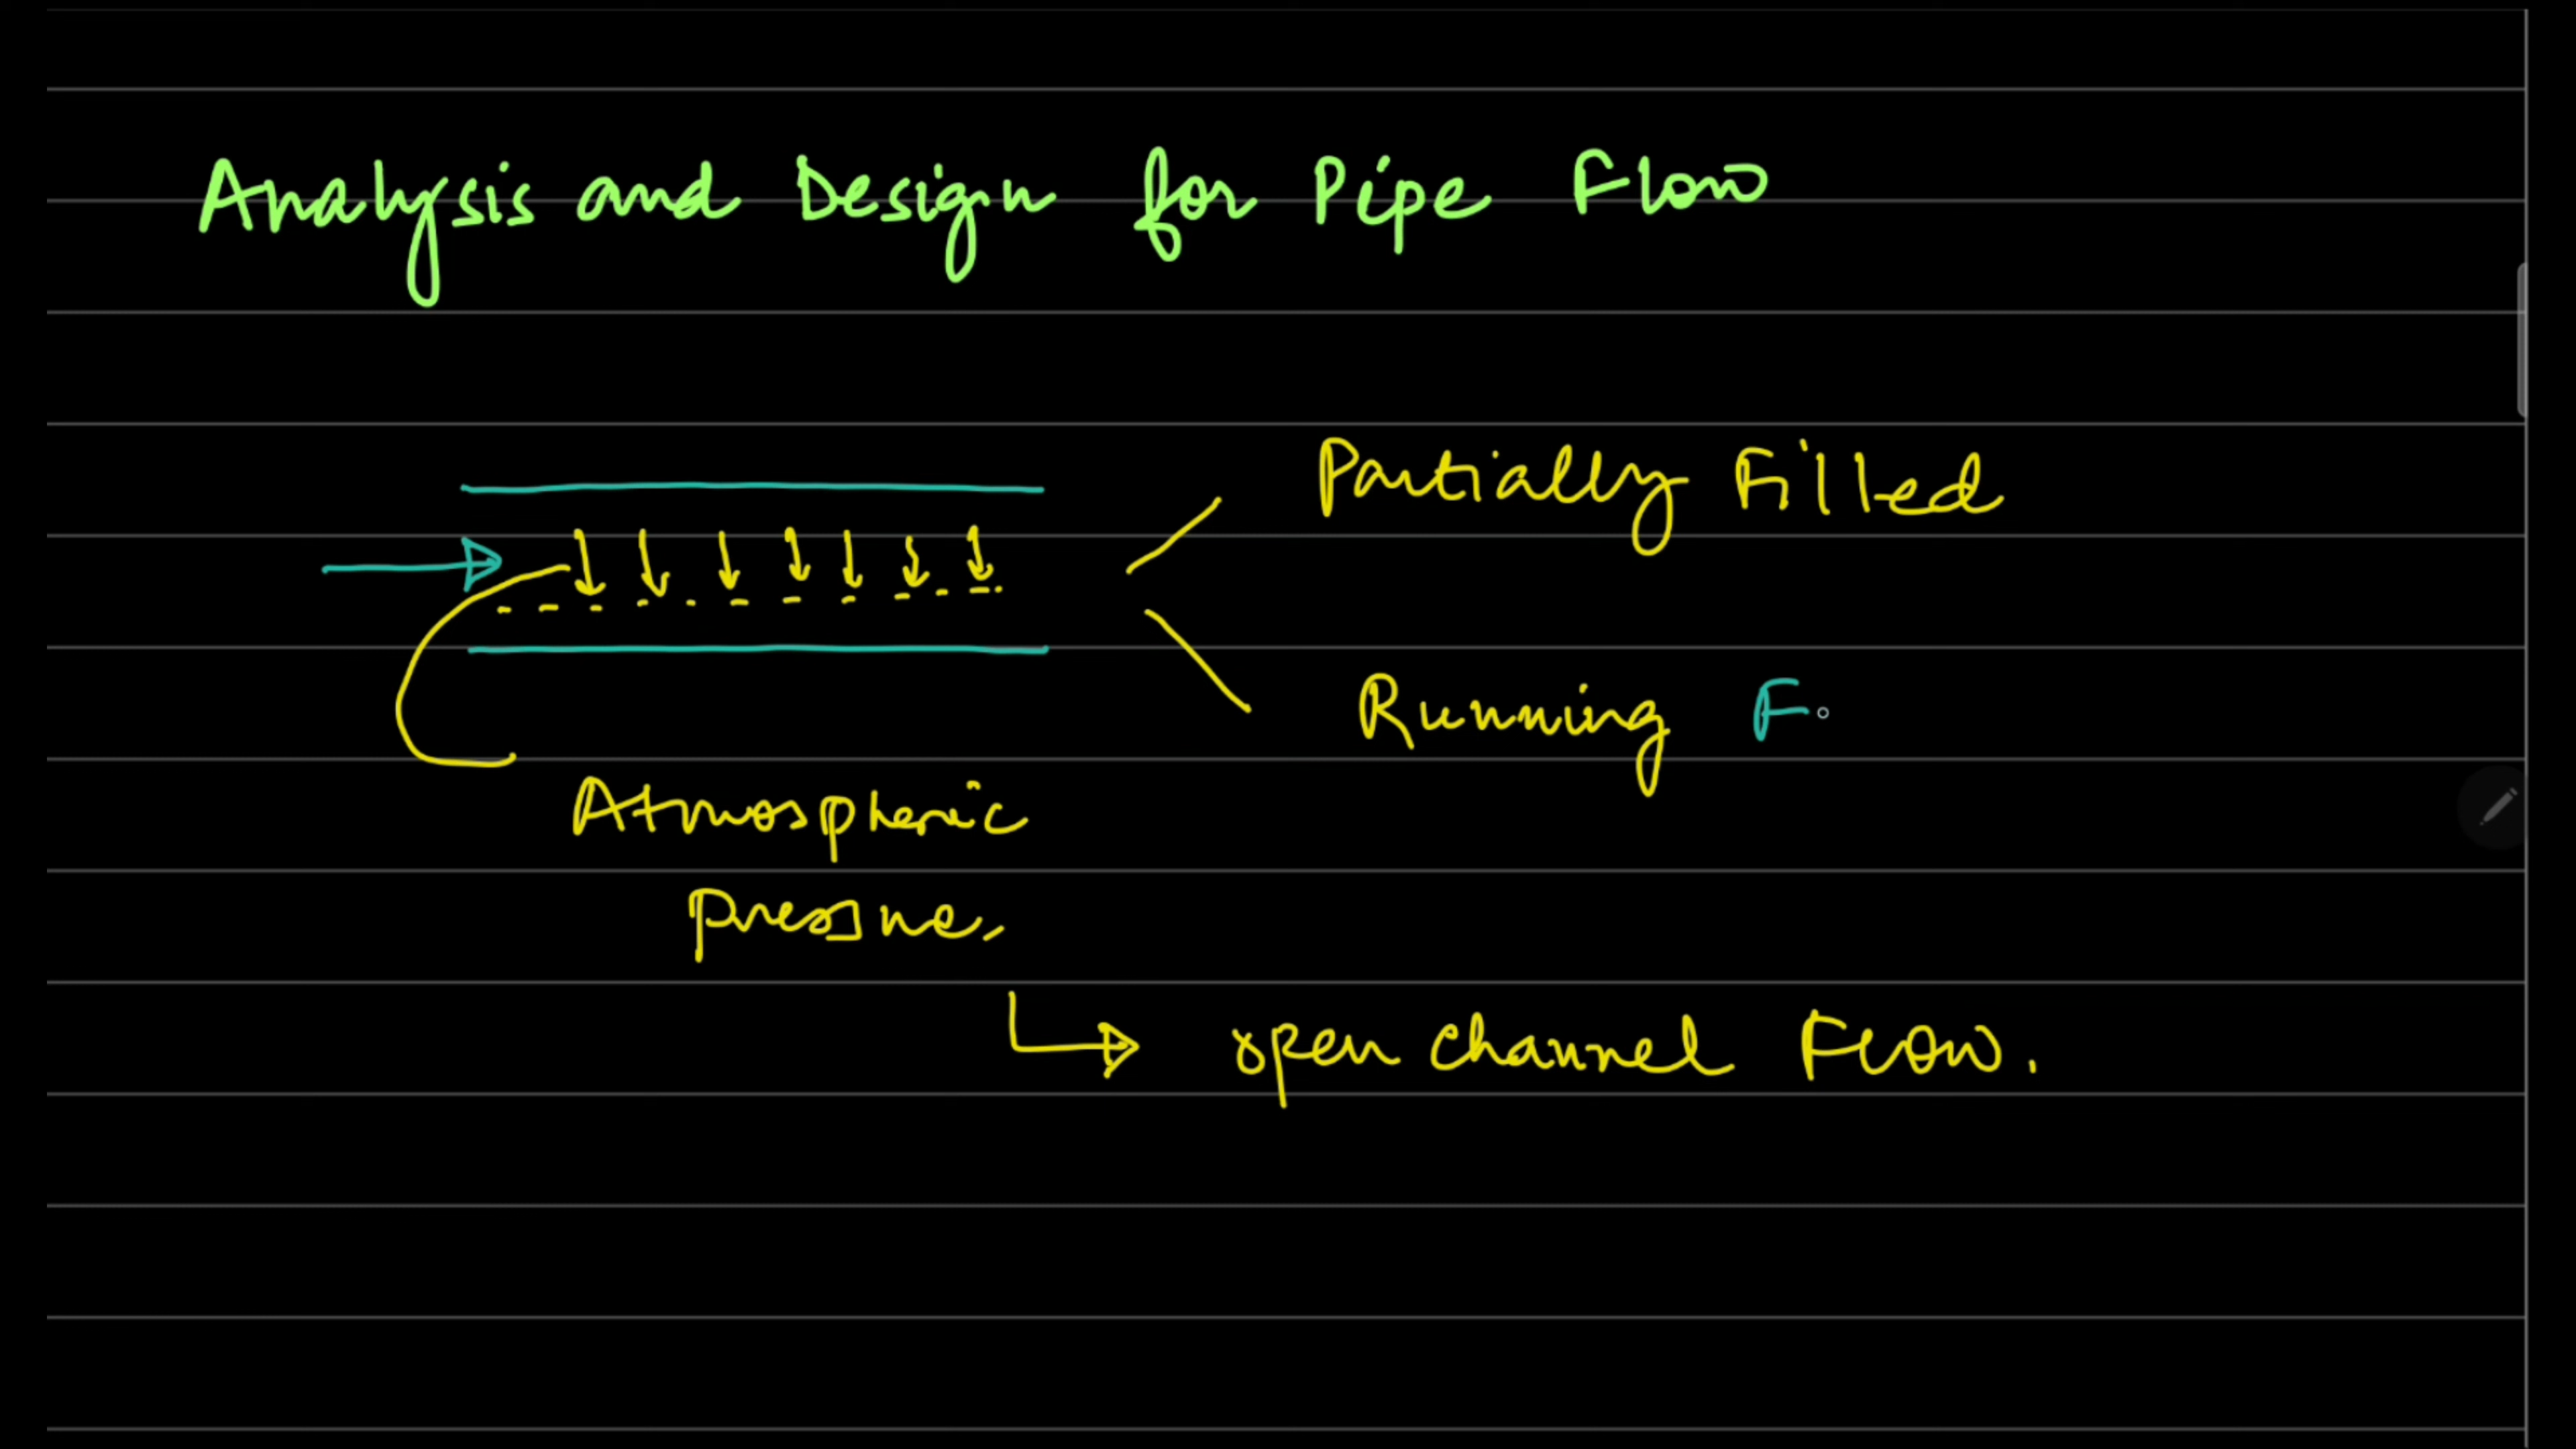 Analysis and Design for Pipe Flow
Partially Filled
Running F
Atmospheric
pressure,
open channel Flow.